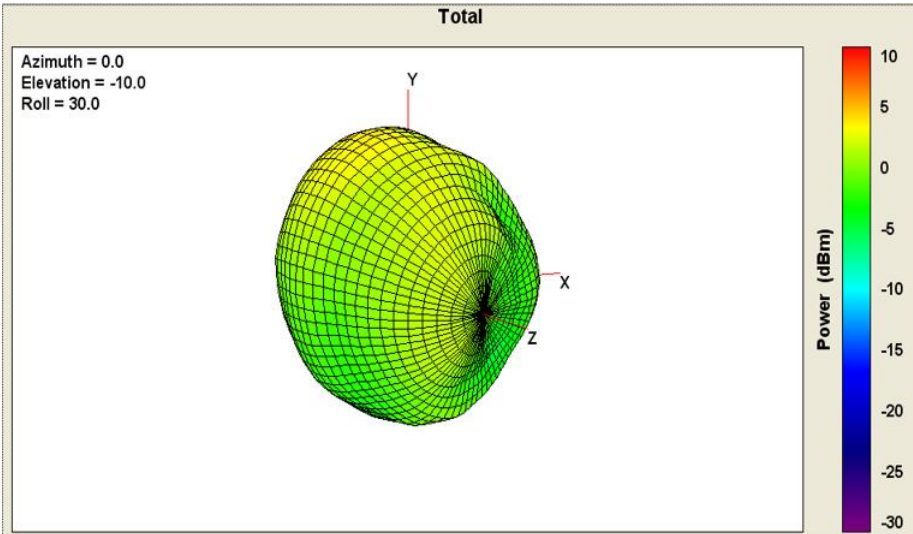 Total
Azimuth = 0.0
Elevation = -10.0
Roll = 30.0
Y
X
Z
10
5
0
-5
-10
-15
-20
-25
-30
Power (dBm)